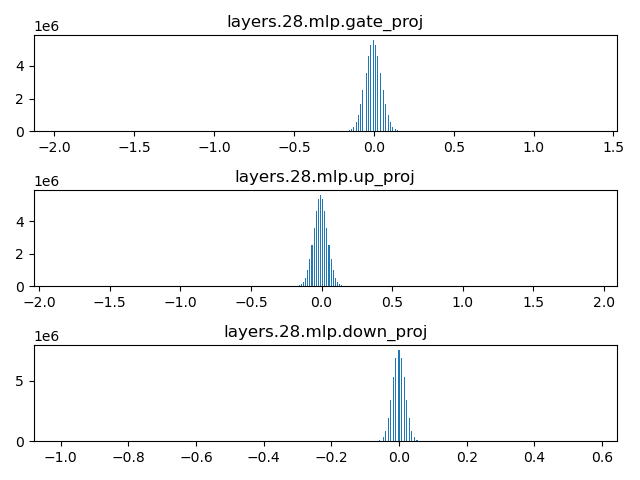 layers.28.mlp.gate_proj
1e6
4
2
0
−2.0 −1.5 −1.0 −0.5 0.0 0.5 1.0 1.5
layers.28.mlp.up_proj
1e6
4
2
0
−2.0 −1.5 −1.0 −0.5 0.0 0.5 1.0 1.5 2.0
layers.28.mlp.down_proj
1e6
5
0
−1.0 −0.8 −0.6 −0.4 −0.2 0.0 0.2 0.4 0.6